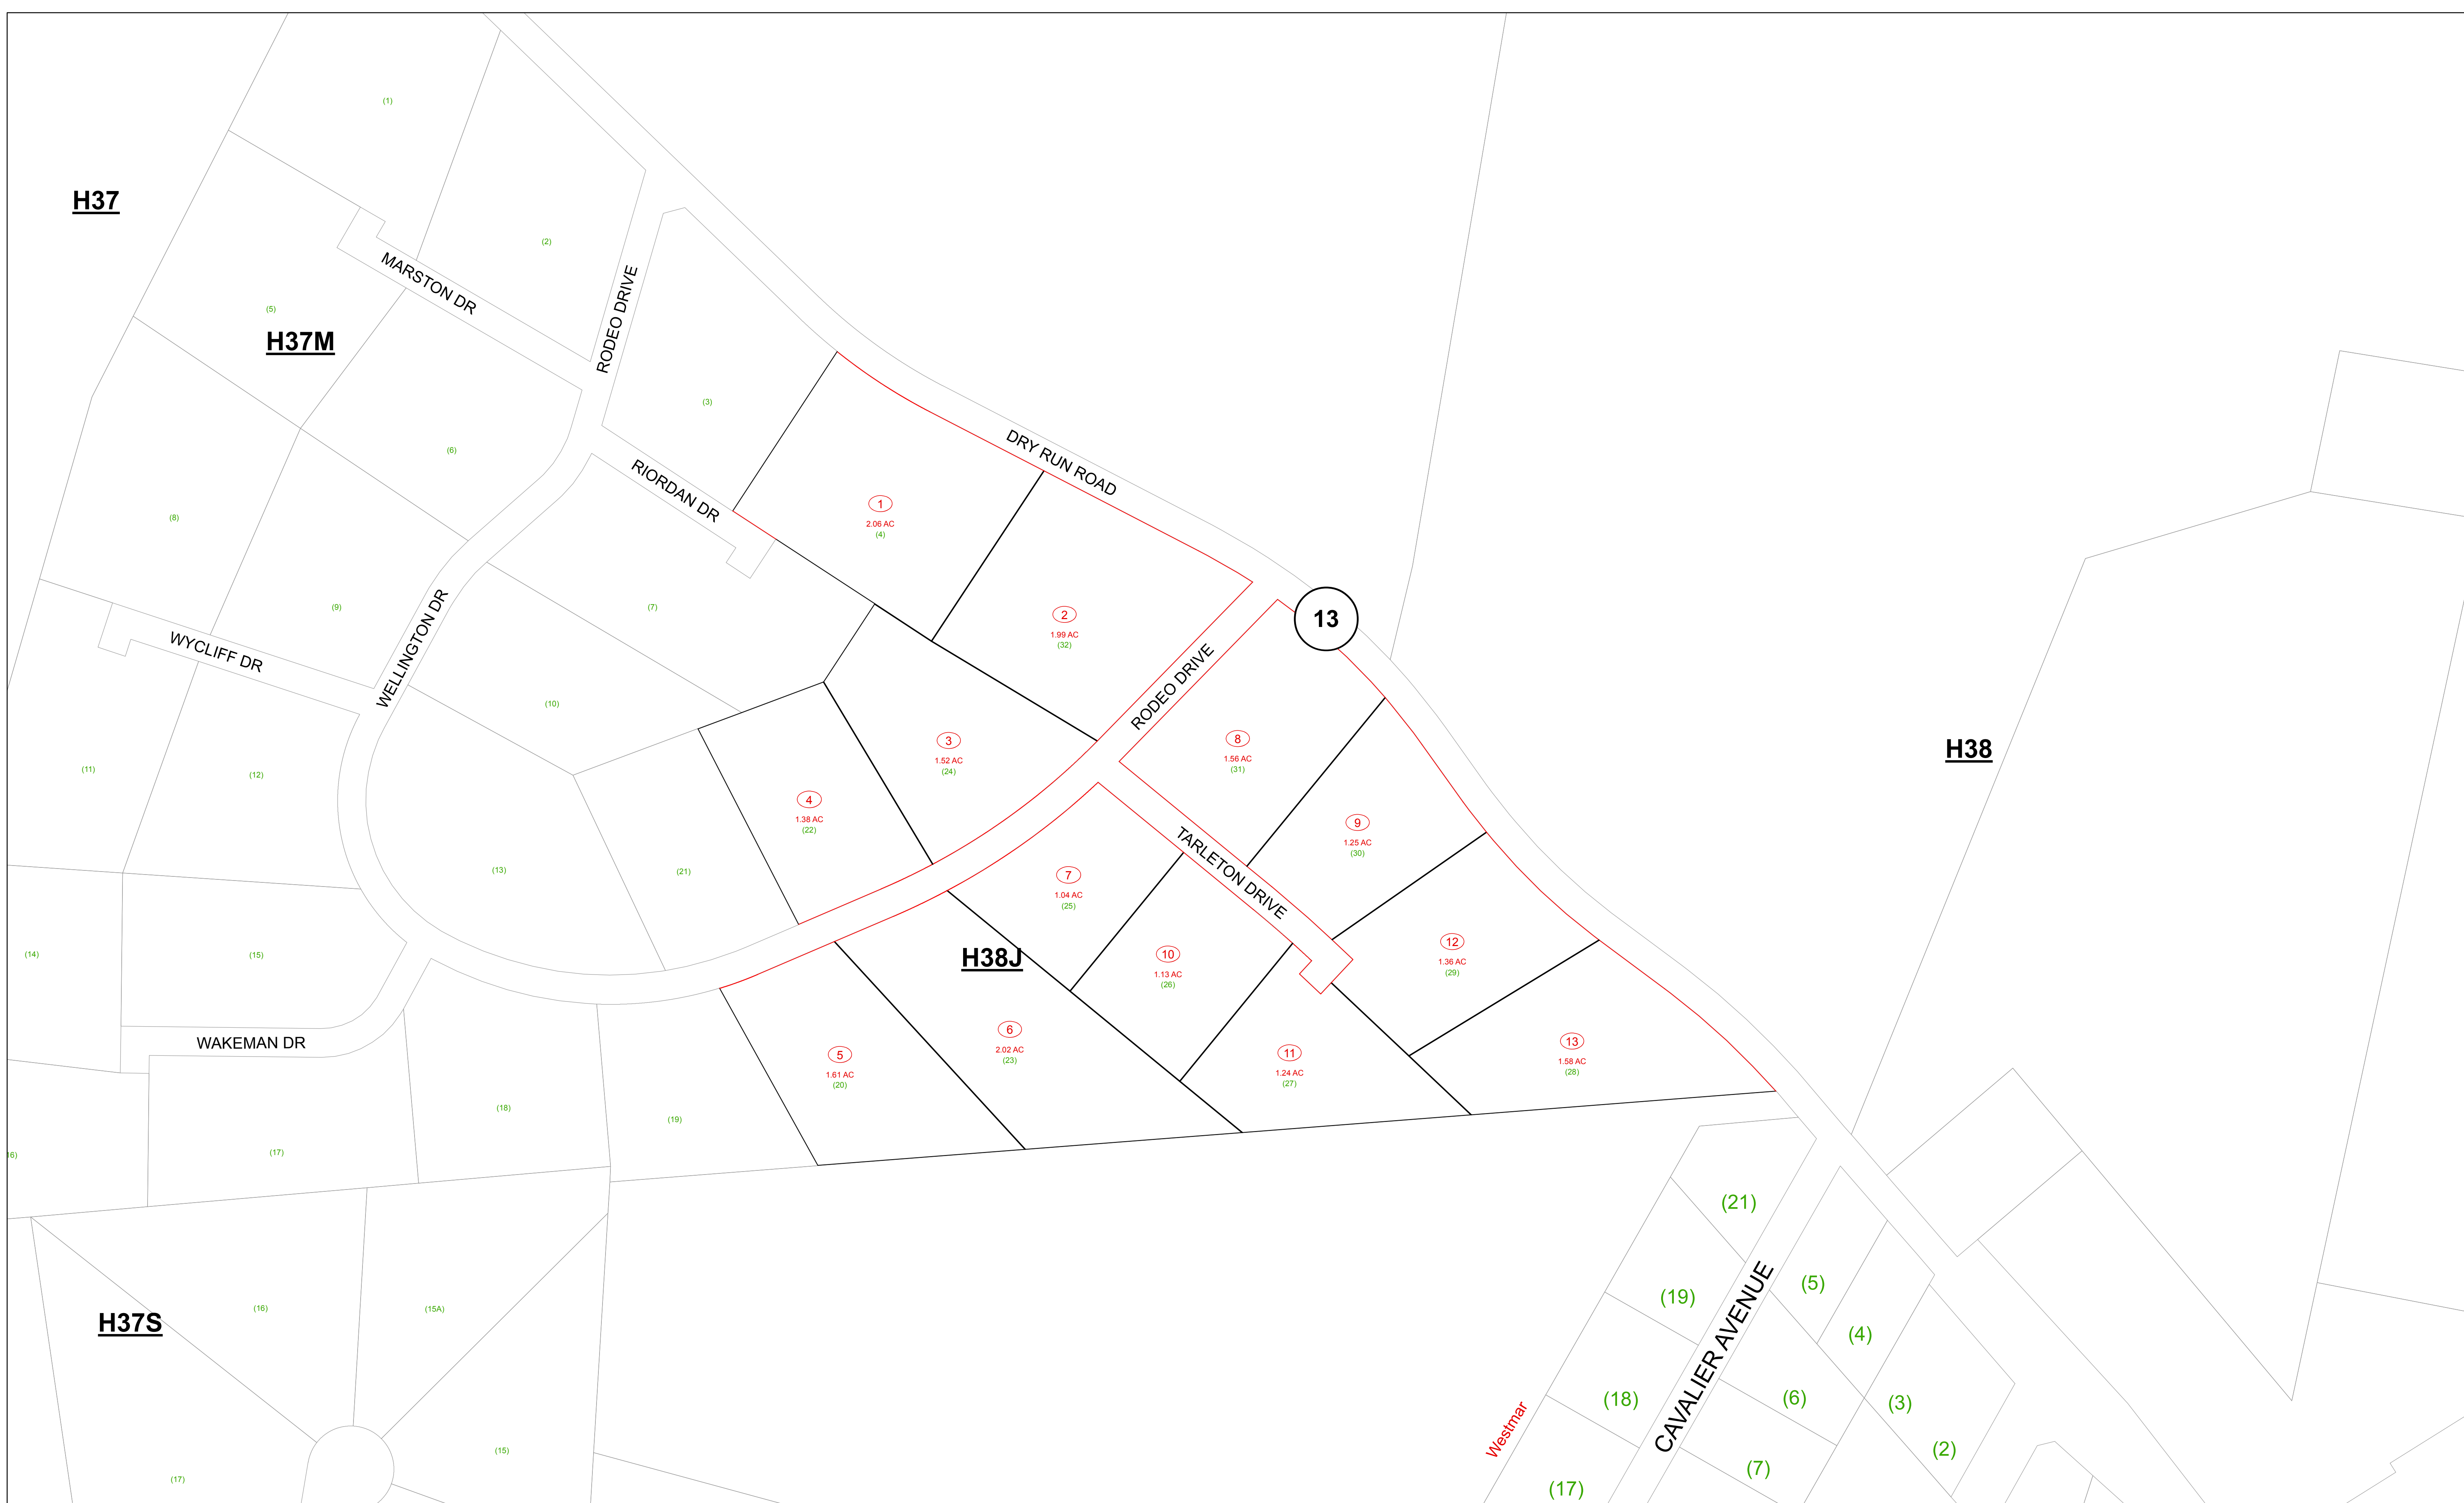 (1)
H37
(2)
MARSTON DR
RODEO DRIVE
(5)
H37M
(3)
(6)
DRY RUN ROAD
RIORDAN DR
(8)
1
2.06 AC
(4)
(9)
(7)
2
1.99 AC
(32)
13
WYCLIFF DR
WELLINGTON DR
RODEO DRIVE
(10)
3
1.52 AC
(24)
8
1.56 AC
(31)
H38
(11)
(12)
4
1.38 AC
(22)
9
1.25 AC
(30)
(13)
(21)
7
1.04 AC
(25)
TARLETON DRIVE
(14)
(15)
H38J
10
1.13 AC
(26)
12
1.36 AC
(29)
WAKEMAN DR
5
1.61 AC
(20)
6
2.02 AC
(23)
11
1.24 AC
(27)
13
1.58 AC
(28)
(18)
(19)
16)
(17)
(21)
H37S
(16)
(15A)
(19)
(5)
CAVALIER AVENUE
(4)
(18)
(6)
(3)
Westmar
(15)
(2)
(17)
(7)
(17)